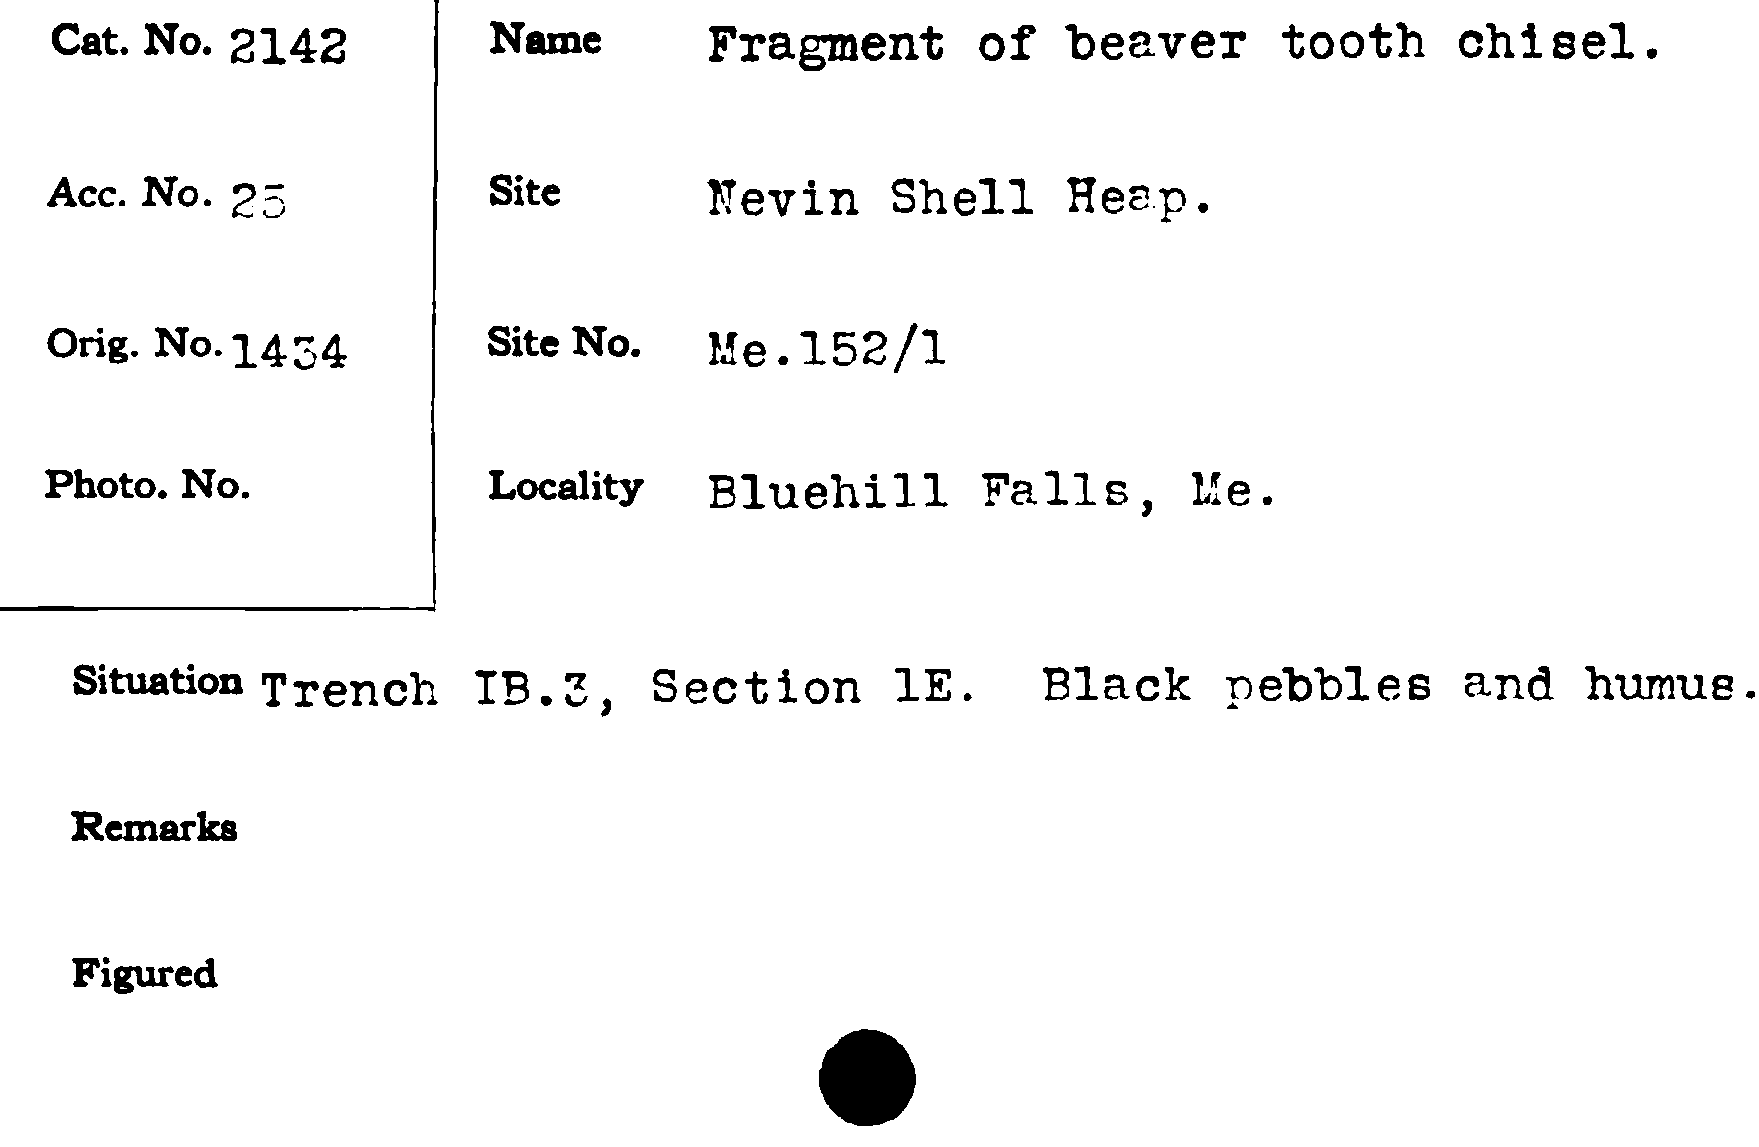 Cat. No. 2142 Name Fragment of beaver tooth chisel.
Acc. No. 25 Site Nevin Shell Heap.
Orig. No. 1434 Site No. Me.152/1
Photo. No. Locality Bluehill Falls, Me.
Situation Trench IB.3, Section 1E. Black pebbles and humus.
Remarks
Figured